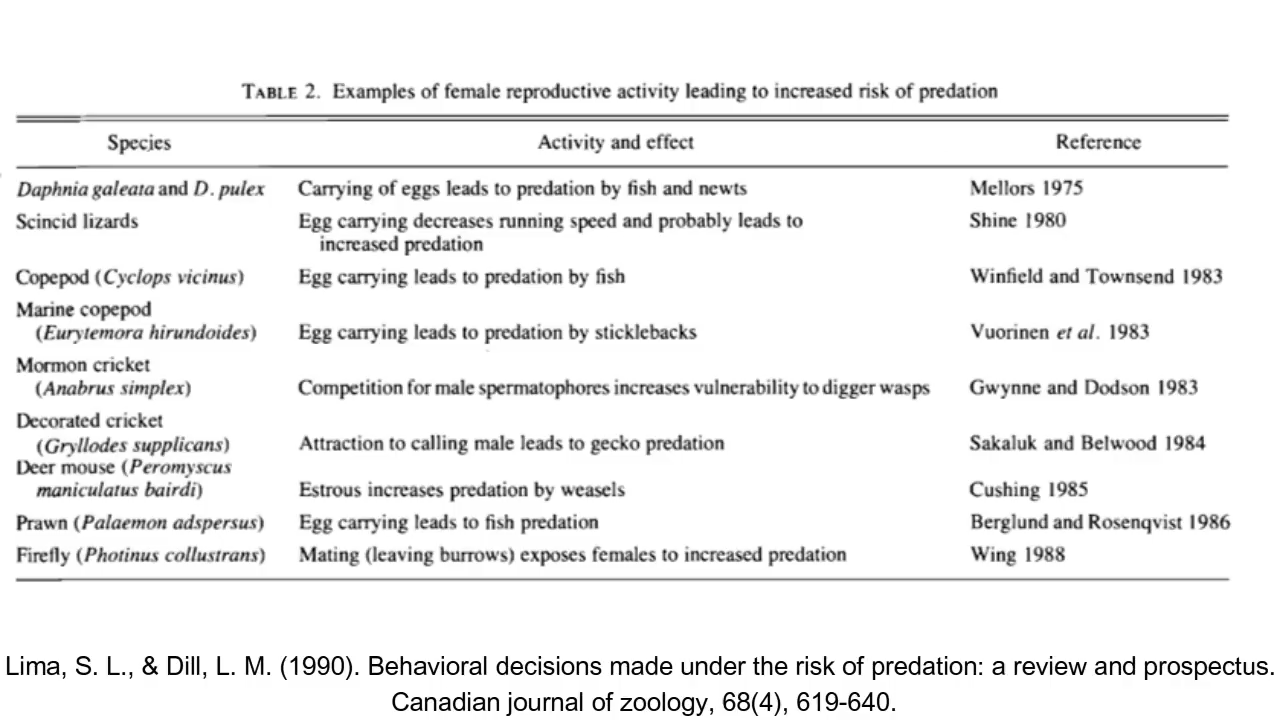 TABLE 2. Examples of female reproductive activity leading to increased risk of predation
Species Activity and effect Reference
Daphnia galeata and D. pulex Carrying of eggs leads to predation by fish and newts Mellors 1975
Scincid lizards Egg carrying decreases running speed and probably leads to Shine 1980
increased predation
Copepod (Cyclops vicinus) Egg carrying leads to predation by fish Winfield and Townsend 1983
Marine copepod
(Eurytemora hirundoides) Egg carrying leads to predation by sticklebacks Vuorinen et al. 1983
Mormon cricket
(Anabrus simplex) Competition for male spermatophores increases vulnerability to digger wasps Gwynne and Dodson 1983
Decorated cricket
(Gryllodes supplicans) Attraction to calling male leads to gecko predation Sakaluk and Belwood 1984
Deer mouse (Peromyscus
maniculatus bairdi) Estrous increases predation by weasels Cushing 1985
Prawn (Palaemon adspersus) Egg carrying leads to fish predation Berglund and Rosenqvist 1986
Firefly (Photinus collustrans) Mating (leaving burrows) exposes females to increased predation Wing 1988
Lima, S. L., & Dill, L. M. (1990). Behavioral decisions made under the risk of predation: a review and prospectus.
Canadian journal of zoology, 68(4), 619-640.